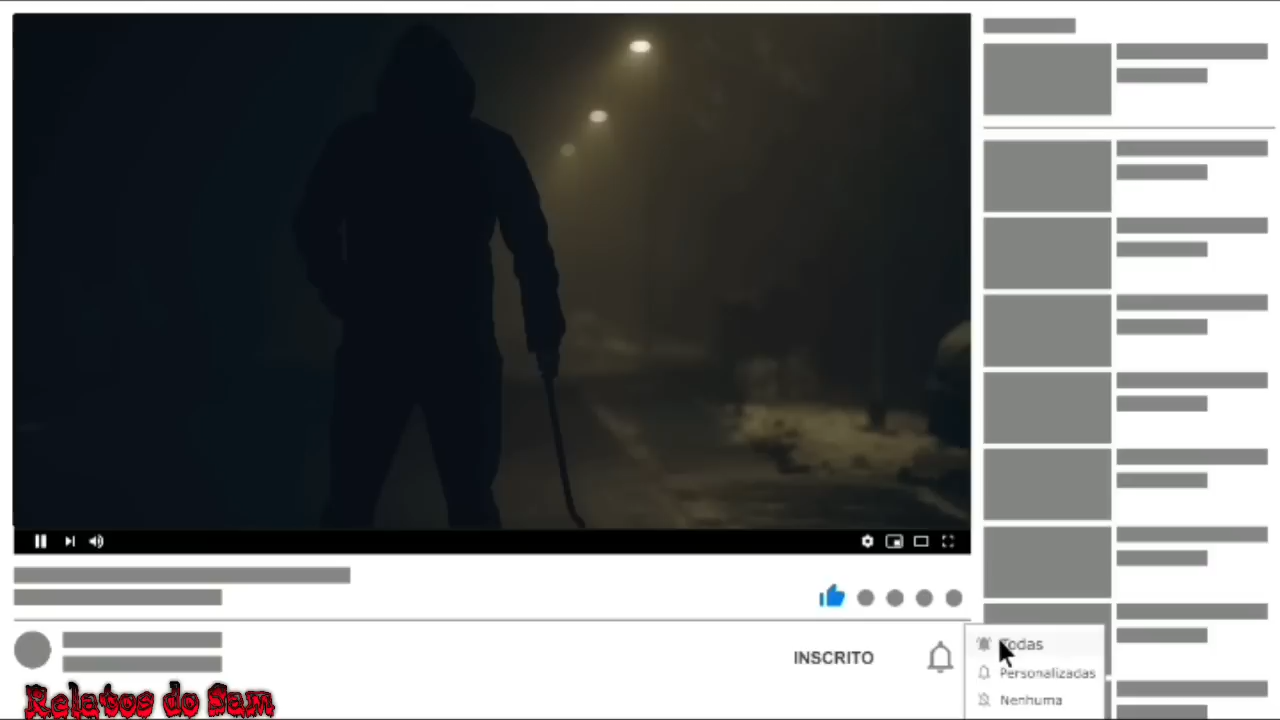 INSCRITO
Todas
Personalizadas
Nenhuma
Relatos do Sam